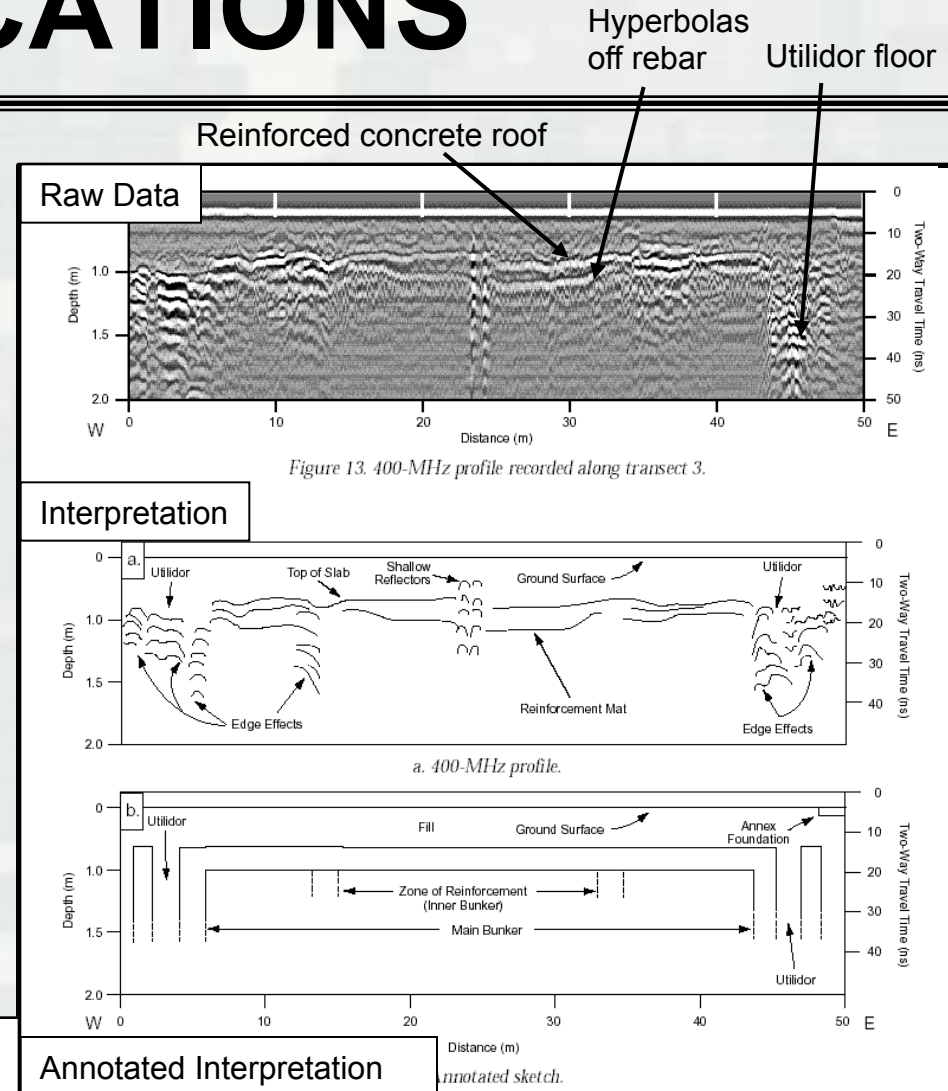 CATIONS
Hyperbolas
off rebar
Utilidor floor
Reinforced concrete roof
Raw Data
0
10
20
30
40
50
Two-Way Travel Time (ns)
Depth (m)
1.0
1.5
2.0
W
0
10
20
30
40
50
E
Distance (m)
Figure 13. 400-MHz profile recorded along transect 3.
Interpretation
a.
Utilidor
Top of Slab
Shallow
Reflectors
Ground Surface
Utilidor
0
1.0
1.5
2.0
Depth (m)
0
10
20
30
40
Two-Way Travel Time (ns)
Edge Effects
Reinforcement Mat
Edge Effects
a. 400-MHz profile.
b.
Utilidor
Fill
Ground Surface
Annex
Foundation
0
1.0
1.5
2.0
Depth (m)
0
10
20
30
40
Two-Way Travel Time (ns)
Zone of Reinforcement
(Inner Bunker)
Main Bunker
Utilidor
W
0
10
20
30
40
50
E
Distance (m)
Annotated Interpretation
nnotated sketch.